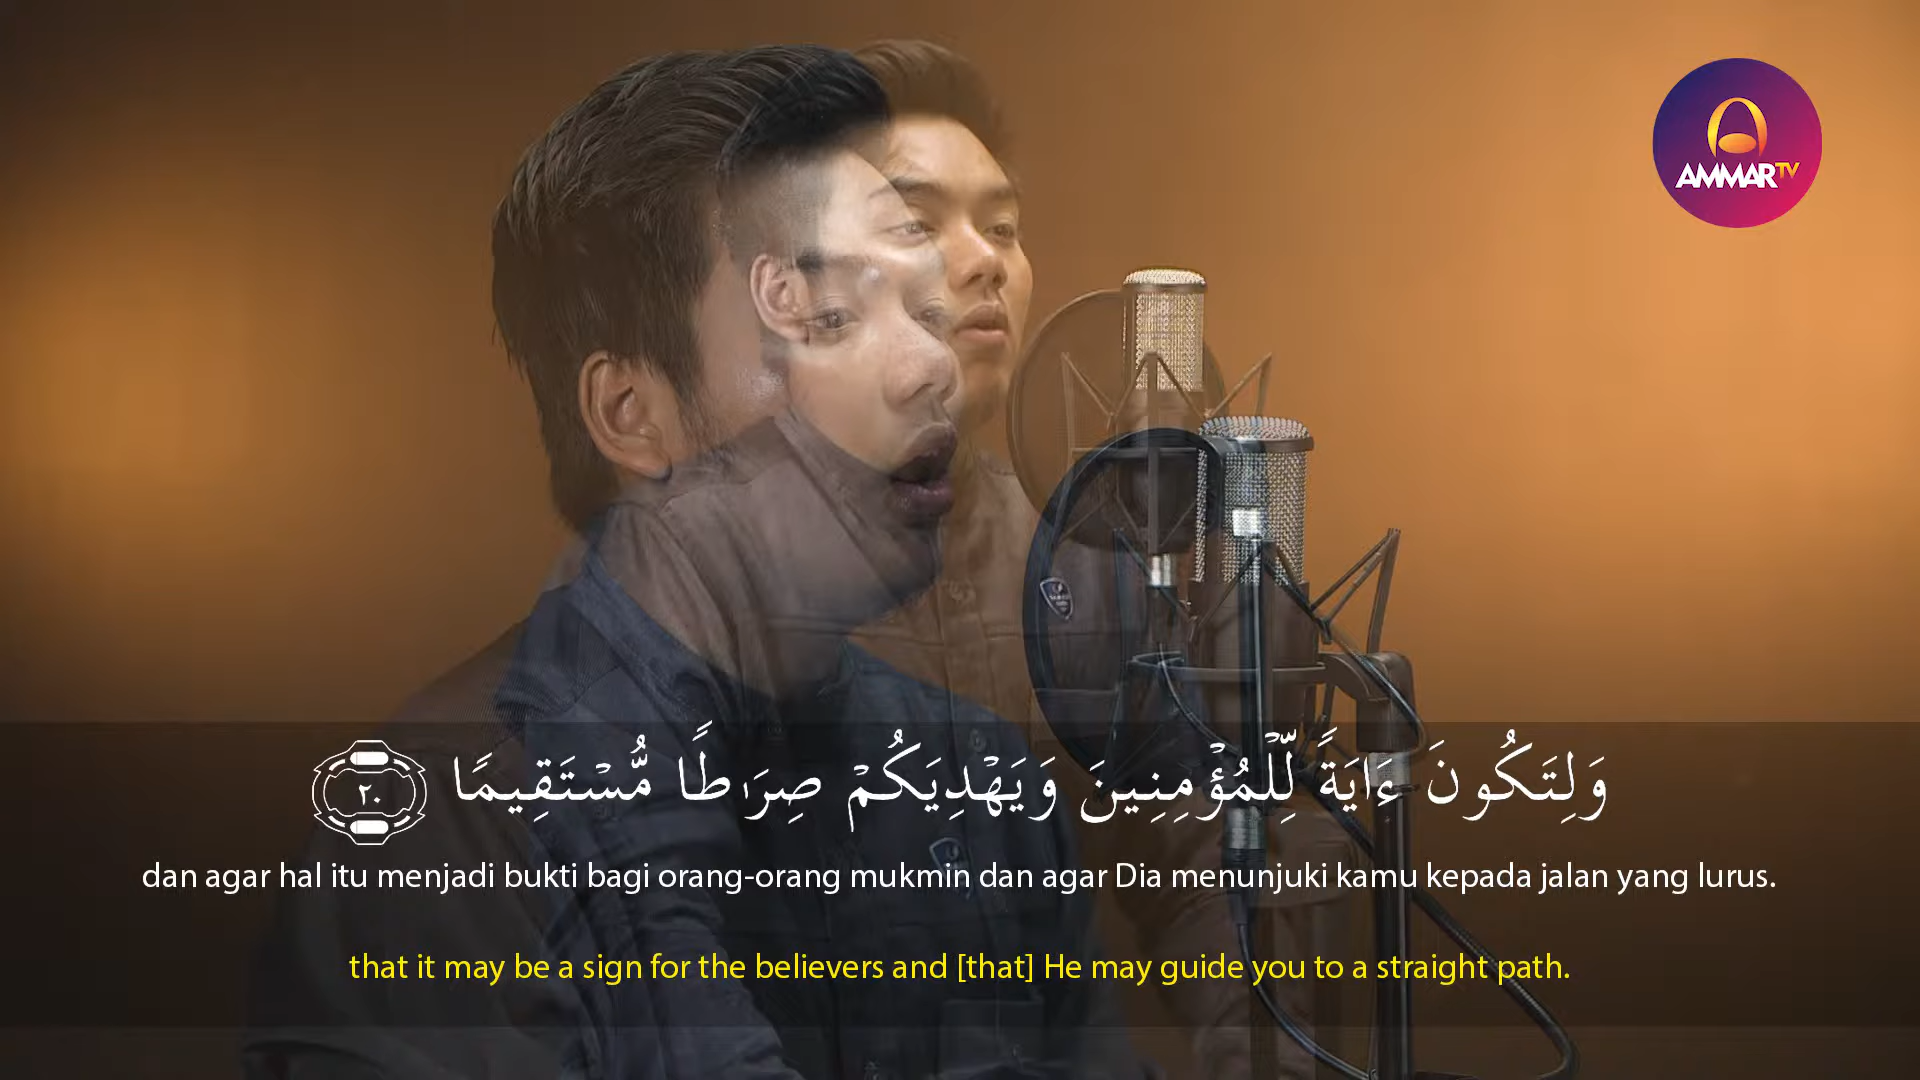 AMMARTV
وَلِتَكُونَ ءَايَةً لِّلْمُؤْمِنِينَ وَيَهْدِيَكُمْ صِرَٰطًا مُّسْتَقِيمًا ٢٠
dan agar hal itu menjadi bukti bagi orang-orang mukmin dan agar Dia menunjuki kamu kepada jalan yang lurus.
that it may be a sign for the believers and [that] He may guide you to a straight path.